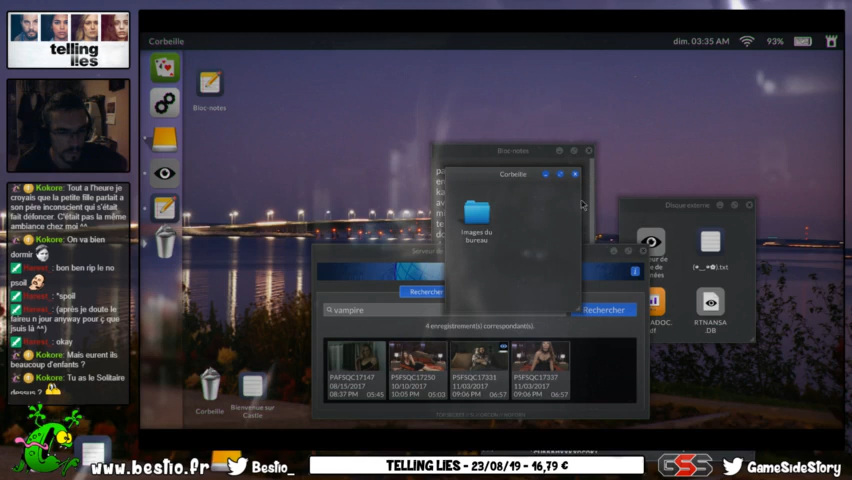 telling
lies
Corbeille
dim. 03:35 AM
93%
Bloc-notes
Bloc-notes
Corbeille
Images du
bureau
Disque externe
(•__•).txt
ADOC.
RTNANSA
.DB
Rechercher
vampire
Rechercher
4 enregistrement(s) correspondant(s).
PAFSQC17147
08/15/2017
08:37 PM 05:45
PSFSQC17250
10/10/2017
10:05 PM 05:03
PSFSQC17331
11/03/2017
09:06 PM 06:57
PSFSQC17337
11/03/2017
09:06 PM 06:57
Corbeille
Bienvenue sur
Castle
Kokore: Tout a l'heure je
croyais que la petite fille parlait a
son père inconscient qui s'était
fait défoncer. C'était pas la même
ambiance chez moi ^^
Kokore: On va bien
dormir
bon ben rip le no
psoil
^spoil
(après je doute le
faireu n jour anyway pour ç que
jsuis là ^^)
okay
Kokore: Mais eurent ils
beaucoup d'enfants ?
Kokore: Tu as le Solitaire
dessus ?
www.bestio.fr
Bestio_
TELLING LIES - 23/08/19 - 16,79 €
GSS
GameSideStory